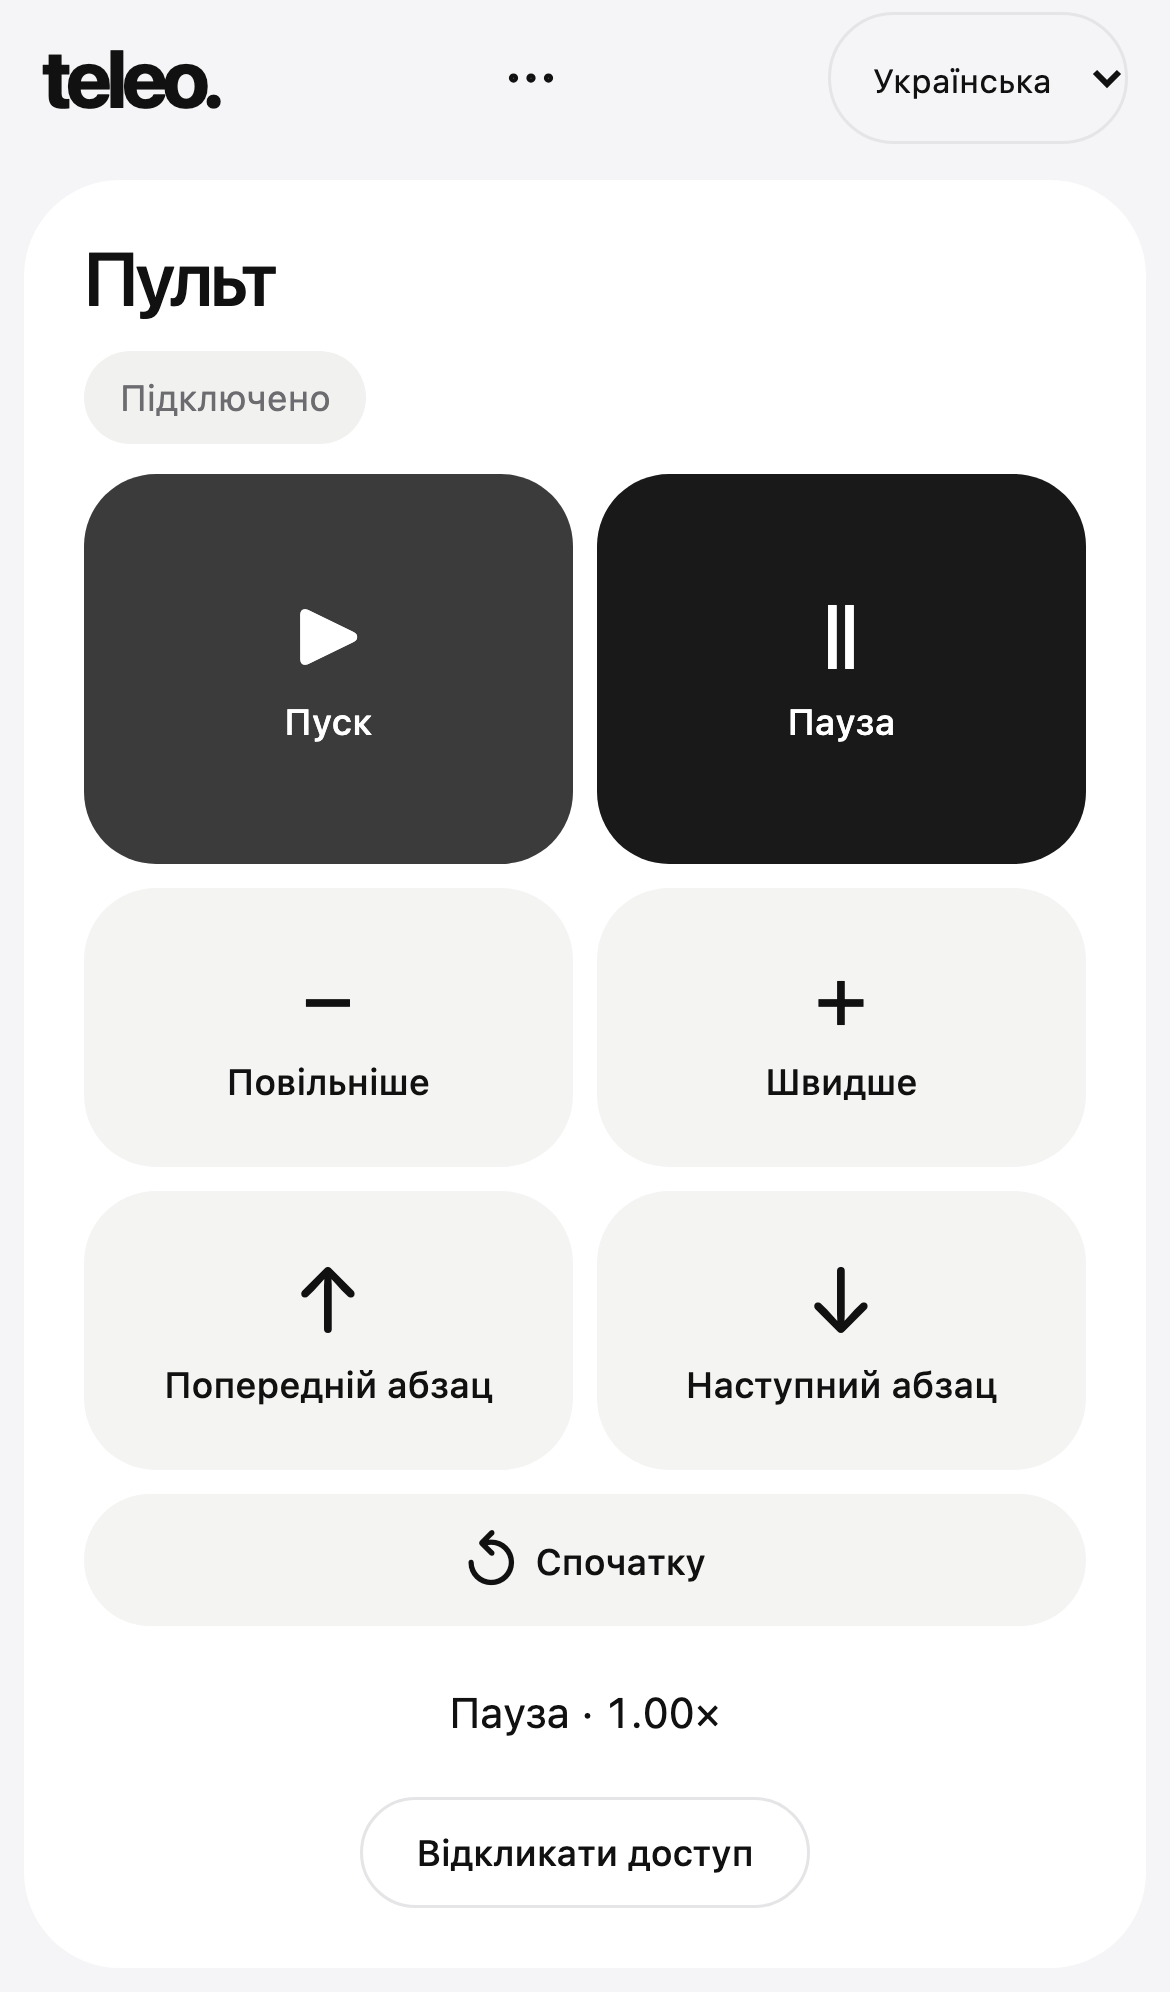 teleo.
Українська
Пульт
Підключено
Пуск
Пауза
Повільніше
Швидше
Попередній абзац
Наступний абзац
Спочатку
Пауза · 1.00×
Відкликати доступ